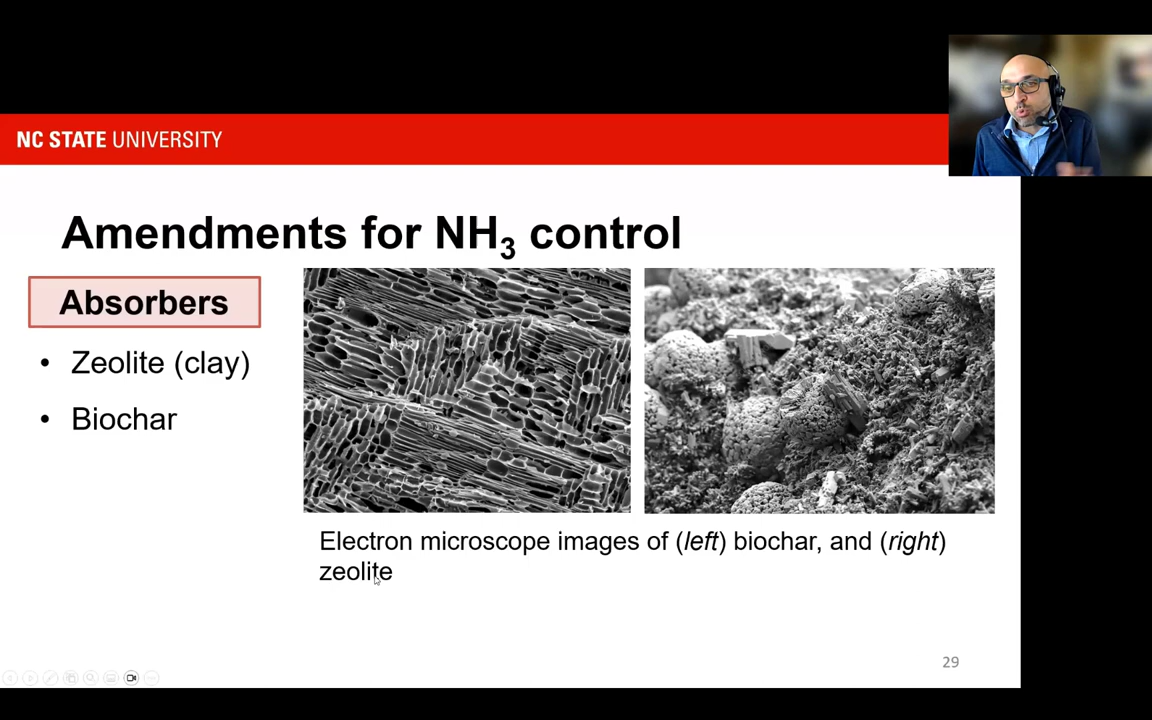 NC STATE UNIVERSITY
Amendments for NH₃ control
Absorbers
• Zeolite (clay)
• Biochar
Electron microscope images of (left) biochar, and (right)
zeolite
29